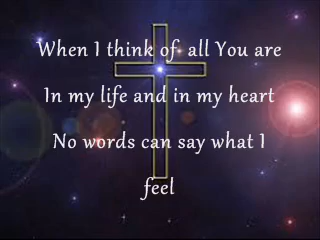 When I think of all You are
In my life and in my heart
No words can say what I
feel